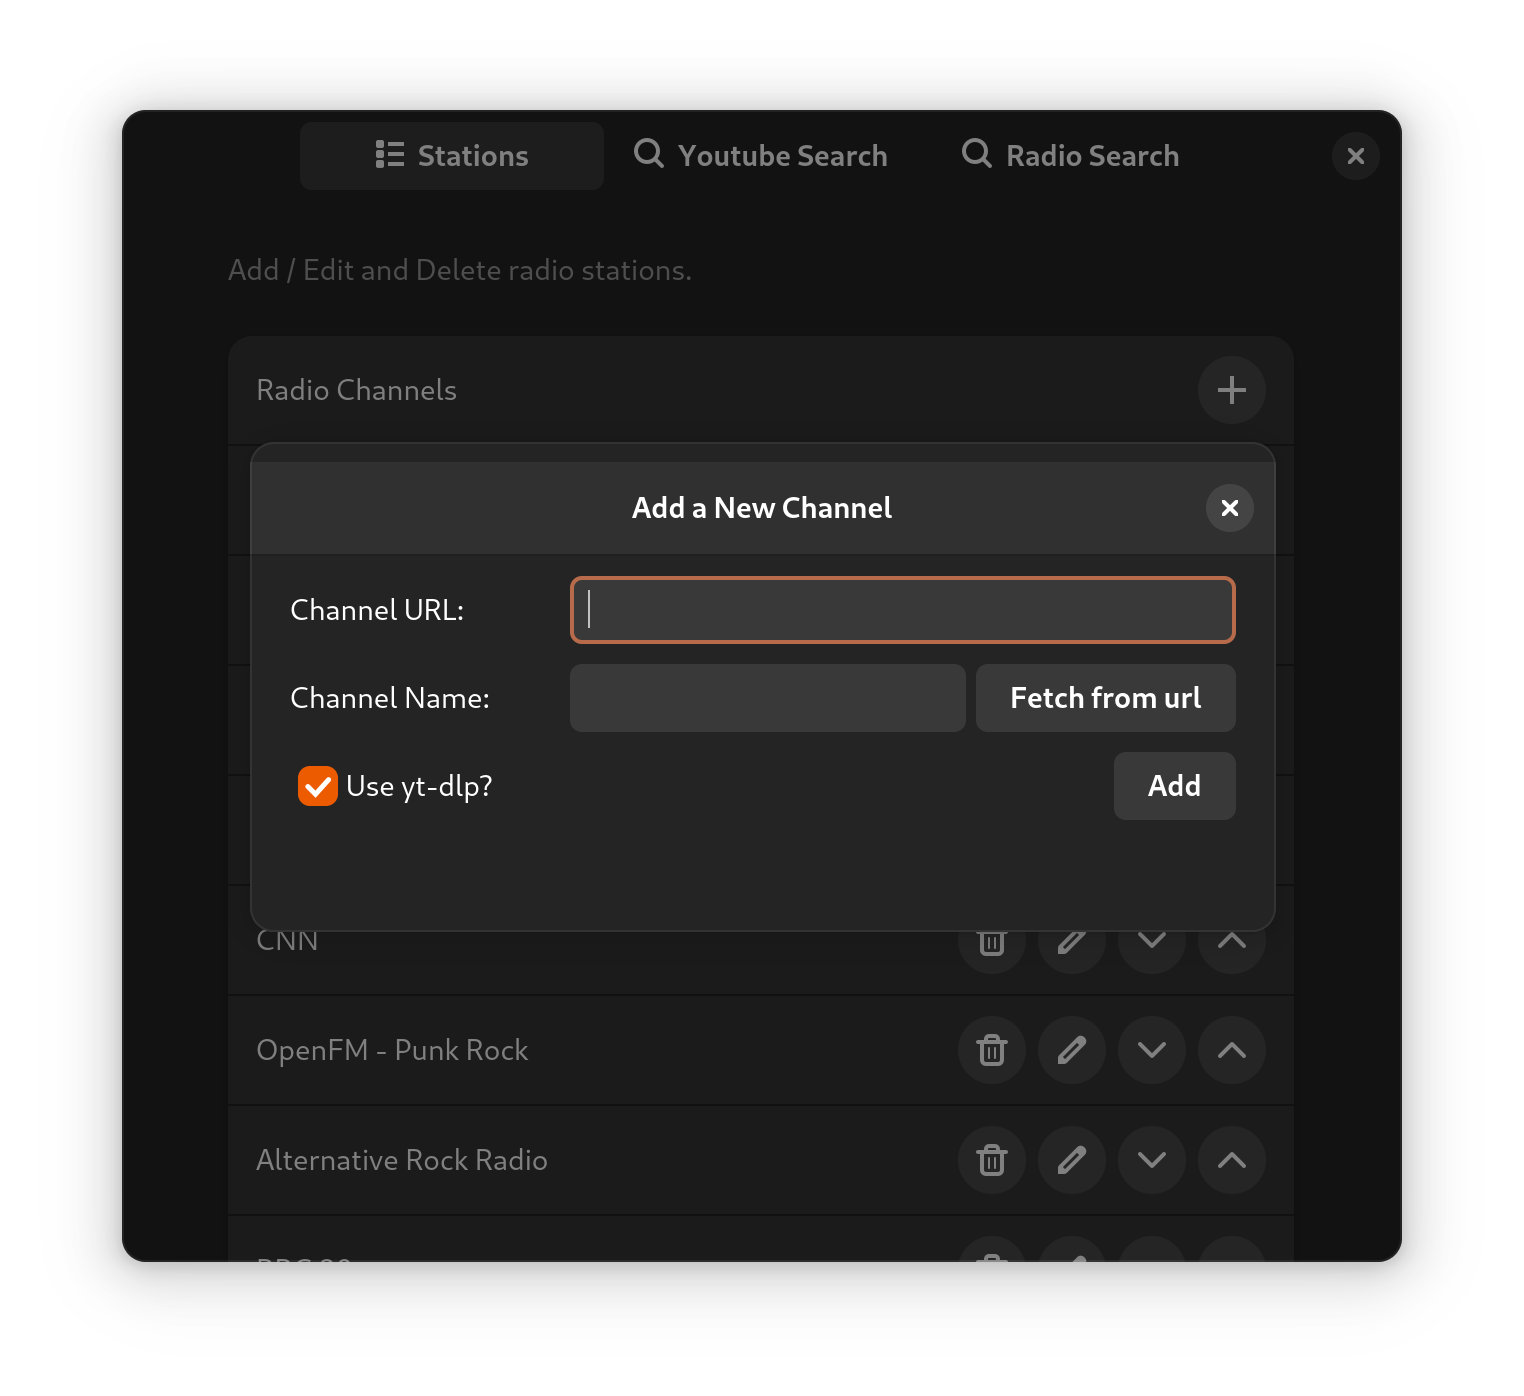 Stations
Youtube Search
Radio Search
Add / Edit and Delete radio stations.
Radio Channels
Add a New Channel
Channel URL:
Channel Name:
Fetch from url
Use yt-dlp?
Add
CNN
OpenFM - Punk Rock
Alternative Rock Radio